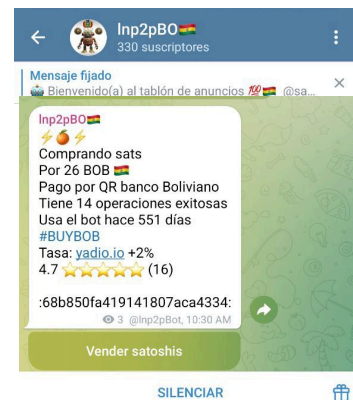 lnp2pBO🇧🇴
330 suscriptores
Mensaje fijado
🤖 Bienvenido(a) al tablón de anuncios 💯🇧🇴 @sa...
lnp2pBO🇧🇴
⚡🍊⚡
Comprando sats
Por 26 BOB 🇧🇴
Pago por QR banco Boliviano
Tiene 14 operaciones exitosas
Usa el bot hace 551 días
#BUYBOB
Tasa: yadio.io +2%
4.7 ⭐⭐⭐⭐⭐ (16)
:68b850fa419141807aca4334:
3 @lnp2pBot, 10:30 AM
Vender satoshis
SILENCIAR